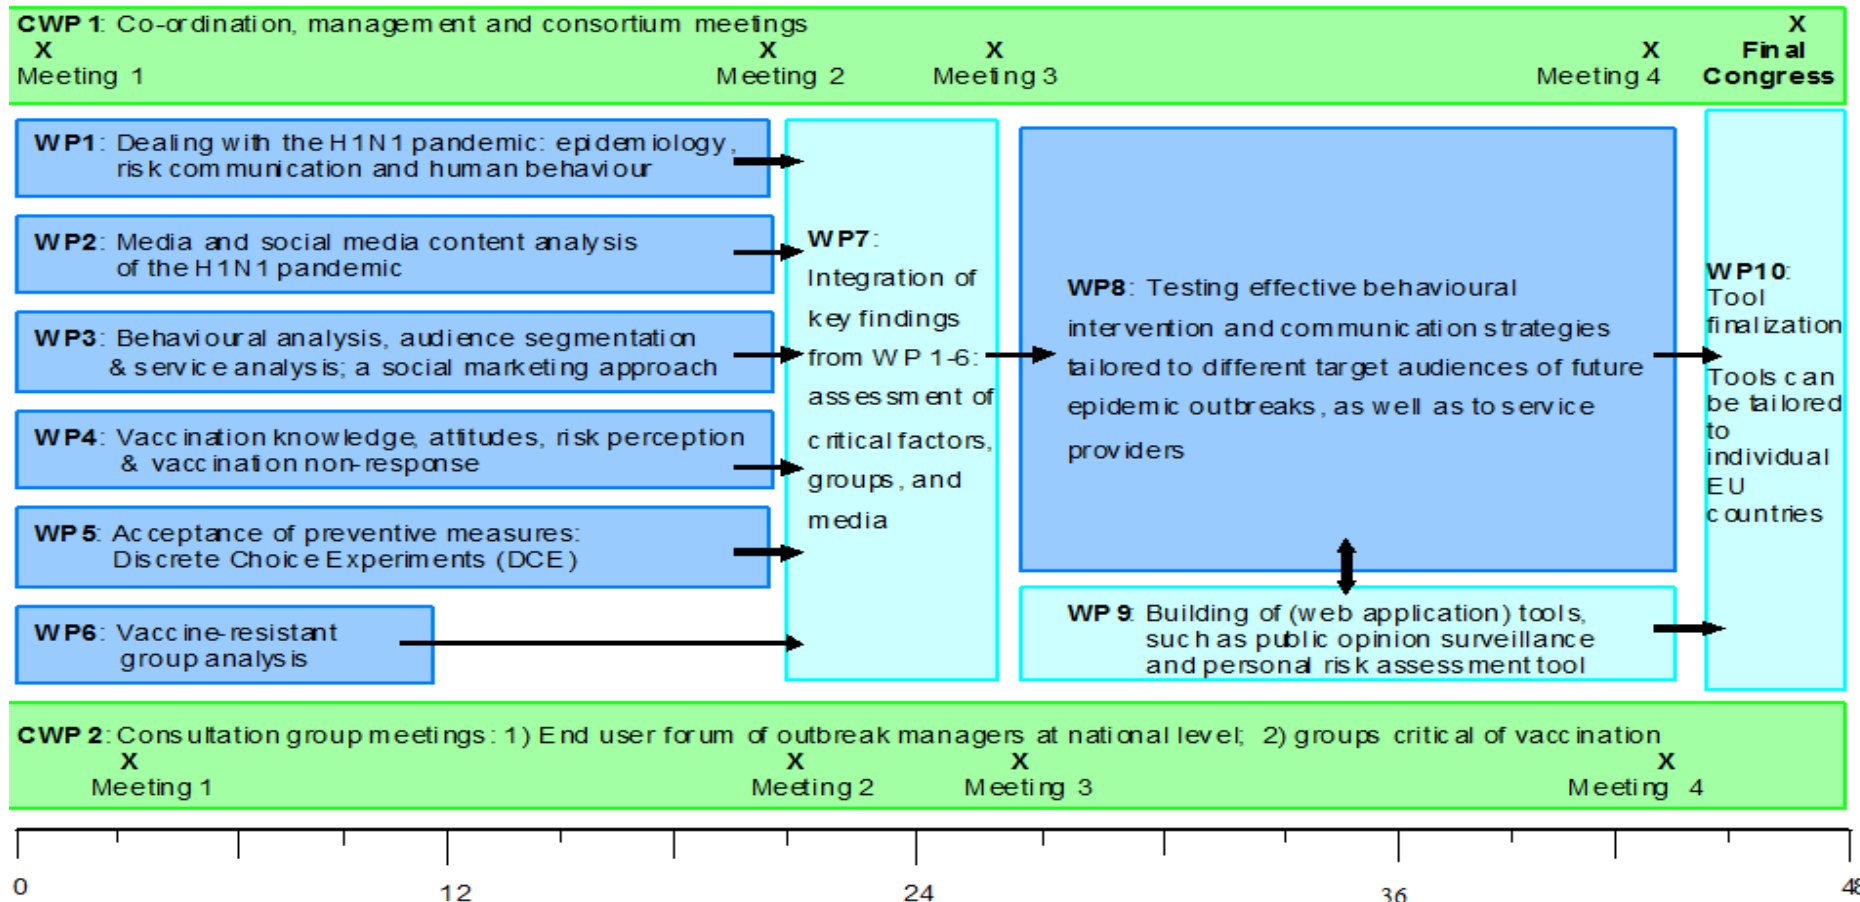 CWP 1: Co-ordination, management and consortium meetings
X X X X X
Meeting 1 Meeting 2 Meeting 3 Meeting 4 Final
Congress
WP1: Dealing with the H1N1 pandemic: epidemiology,
risk communication and human behaviour
WP2: Media and social media content analysis
of the H1N1 pandemic
WP3: Behavioural analysis, audience segmentation
& service analysis; a social marketing approach
WP4: Vaccination knowledge, attitudes, risk perception
& vaccination non-response
WP5: Acceptance of preventive measures:
Discrete Choice Experiments (DCE)
WP6: Vaccine-resistant
group analysis
WP7:
Integration of
key findings
from WP 1-6:
assessment of
critical factors,
groups, and
media
WP8: Testing effective behavioural
intervention and communication strategies
tailored to different target audiences of future
epidemic outbreaks, as well as to service
providers
WP 9: Building of (web application) tools,
such as public opinion surveillance
and personal risk assessment tool
WP10:
Tool
finalization
Tools can
be tailored
to
individual
EU
countries
CWP 2: Consultation group meetings: 1) End user forum of outbreak managers at national level; 2) groups critical of vaccination
X X X X
Meeting 1 Meeting 2 Meeting 3 Meeting 4
0 12 24 36 48